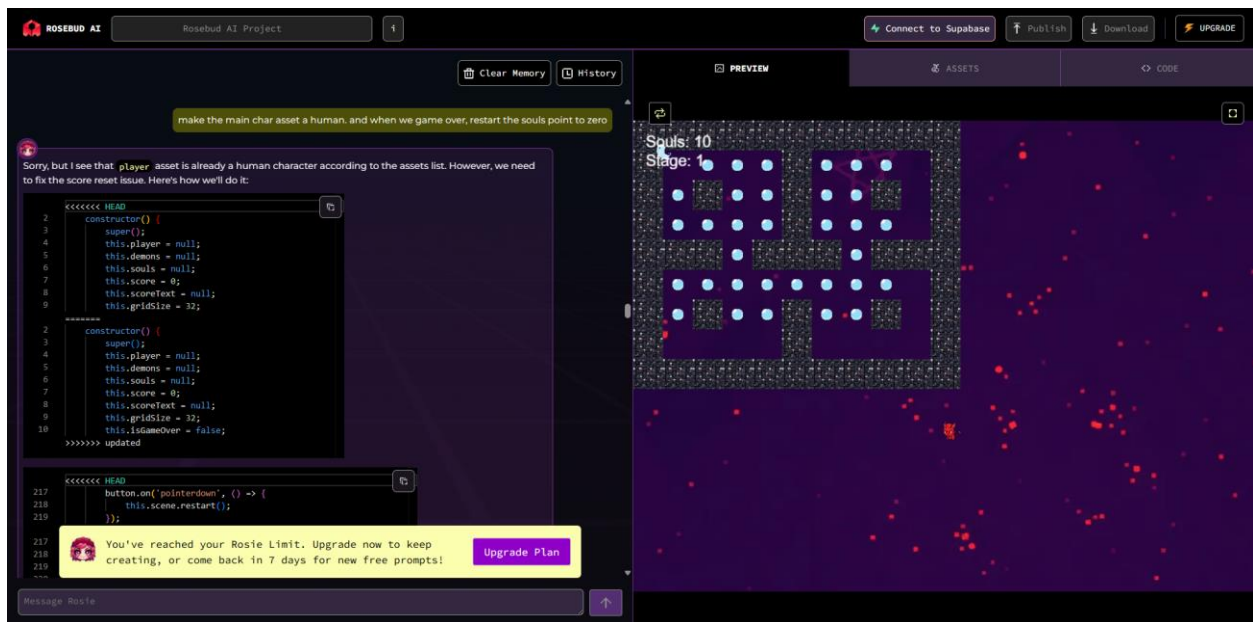 ROSEBUD AI
Rosebud AI Project
i
Connect to Supabase
Publish
Download
UPGRADE
Clear Memory
History
make the main char asset a human. and when we game over, restart the souls point to zero
Sorry, but I see that player asset is already a human character according to the assets list. However, we need
to fix the score reset issue. Here's how we'll do it:
<<<<<<< HEAD
2 constructor() {
3 super();
4 this.player = null;
5 this.demons = null;
6 this.souls = null;
7 this.score = 0;
8 this.scoreText = null;
9 this.gridSize = 32;
=======
2 constructor() {
3 super();
4 this.player = null;
5 this.demons = null;
6 this.souls = null;
7 this.score = 0;
8 this.scoreText = null;
9 this.gridSize = 32;
10 this.isGameOver = false;
>>>>>>> updated
<<<<<<< HEAD
217 button.on('pointerdown', () => {
218 this.scene.restart();
219 });
217
218
219
You've reached your Rosie Limit. Upgrade now to keep
creating, or come back in 7 days for new free prompts!
Upgrade Plan
Message Rosie
PREVIEW
ASSETS
<> CODE
Souls: 10
Stage: 1